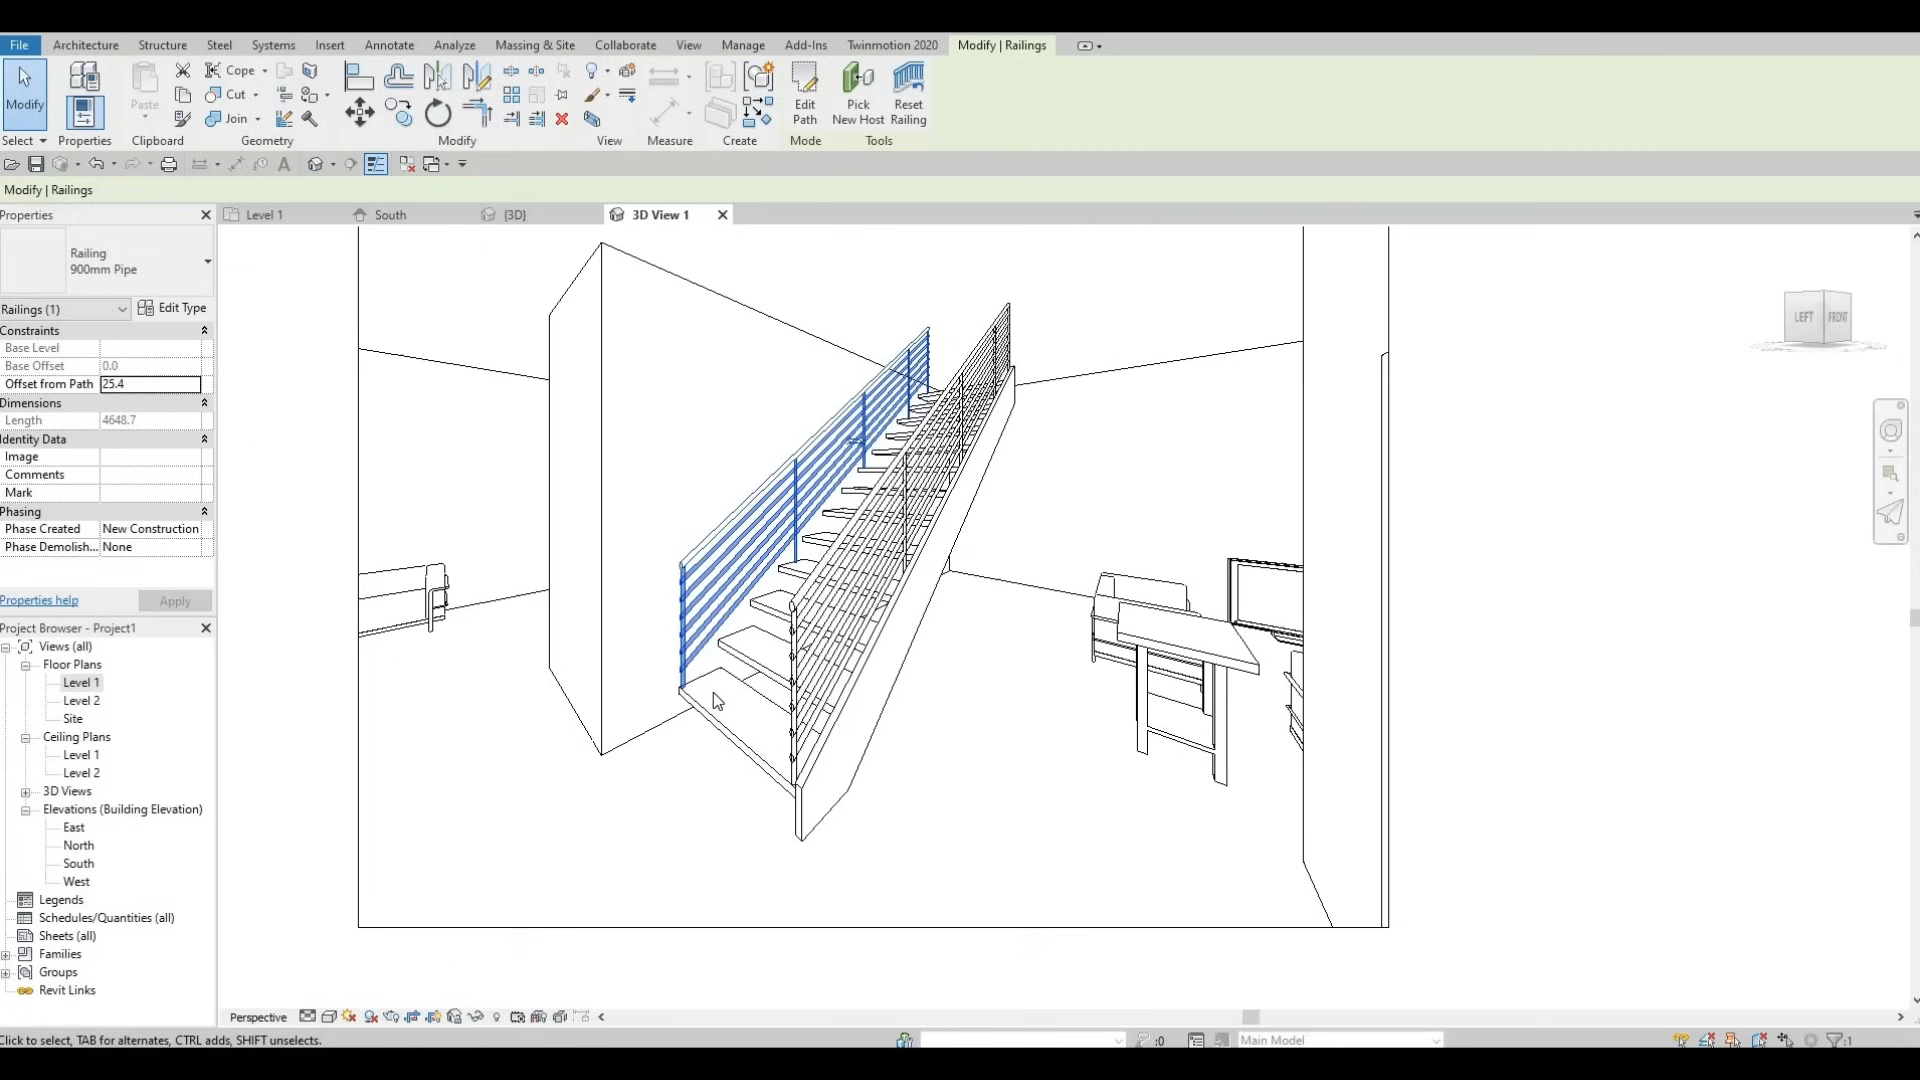 File Architecture Structure Steel Systems Insert Annotate Analyze Massing & Site Collaborate View Manage Add-Ins Twinmotion 2020 Modify | Railings
Cope
Cut
Join
Modify
Paste
Edit Path
Pick New Host
Reset Railing
Select Properties Clipboard Geometry Modify View Measure Create Mode Tools
Modify | Railings
Properties
Level 1
South
{3D}
3D View 1
Railing
900mm Pipe
Railings (1)
Edit Type
Constraints
Base Level
Base Offset 0.0
Offset from Path 25.4
Dimensions
Length 4648.7
Identity Data
Image
Comments
Mark
Phasing
Phase Created New Construction
Phase Demolish... None
Properties help
Apply
Project Browser - Project1
Views (all)
Floor Plans
Level 1
Level 2
Site
Ceiling Plans
Level 1
Level 2
3D Views
Elevations (Building Elevation)
East
North
South
West
Legends
Schedules/Quantities (all)
Sheets (all)
Families
Groups
Revit Links
LEFT FRONT
Perspective
Click to select, TAB for alternates, CTRL adds, SHIFT unselects.
:0
Main Model
:1